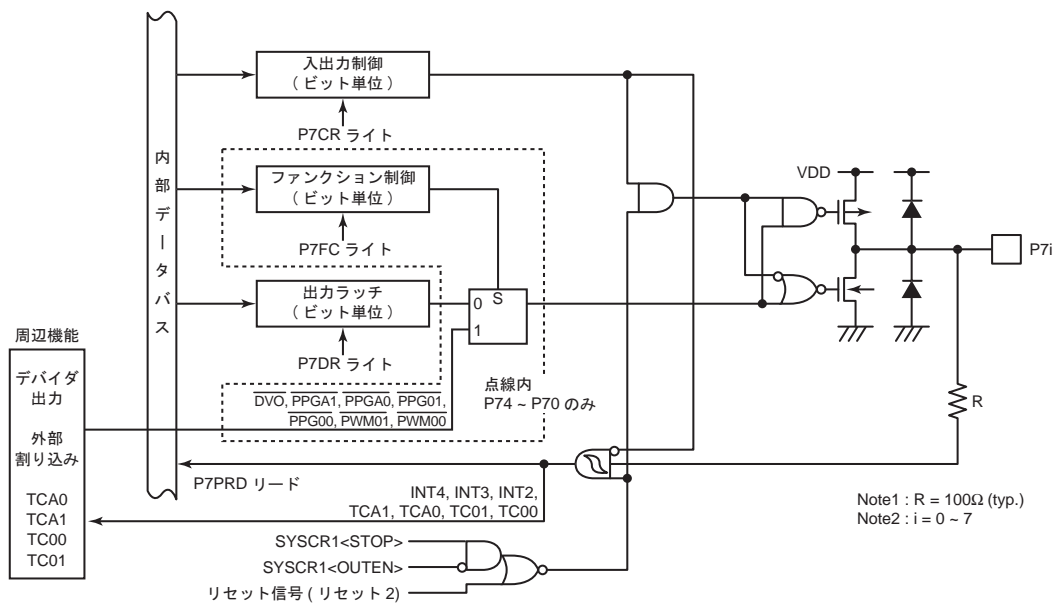 入出力制御
( ビット単位 )
P7CR ライト
内部データバス
ファンクション制御
( ビット単位 )
P7FC ライト
出力ラッチ
( ビット単位 )
P7DR ライト
0
S
1
VDD
P7i
R
周辺機能
デバイダ
出力
外部
割り込み
TCA0
TCA1
TC00
TC01
DVO, PPGA1, PPGA0, PPG01,
PPG00, PWM01, PWM00
点線内
P74 ~ P70 のみ
P7PRD リード
INT4, INT3, INT2,
TCA1, TCA0, TC01, TC00
SYSCR1<STOP>
SYSCR1<OUTEN>
リセット信号 ( リセット 2)
Note1 : R = 100Ω (typ.)
Note2 : i = 0 ~ 7